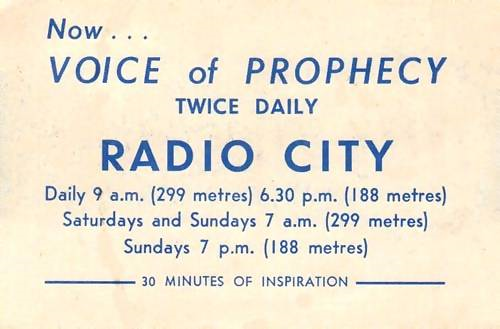 Now...
VOICE of PROPHECY
TWICE DAILY
RADIO CITY
Daily 9 a.m. (299 metres) 6.30 p.m. (188 metres)
Saturdays and Sundays 7 a.m. (299 metres)
Sundays 7 p.m. (188 metres)
30 MINUTES OF INSPIRATION